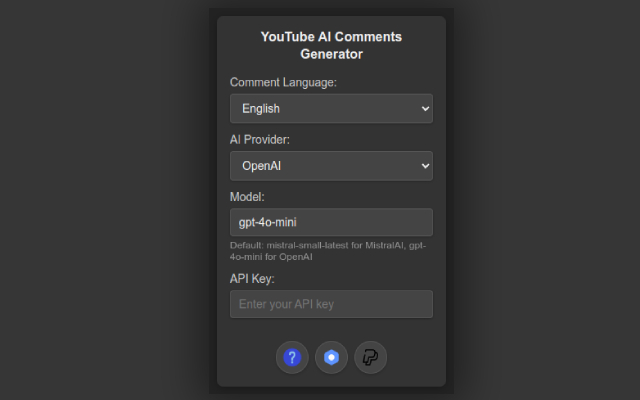 YouTube AI Comments
Generator
Comment Language:
English
AI Provider:
OpenAI
Model:
gpt-4o-mini
Default: mistral-small-latest for MistralAI, gpt-
4o-mini for OpenAI
API Key:
Enter your API key
?